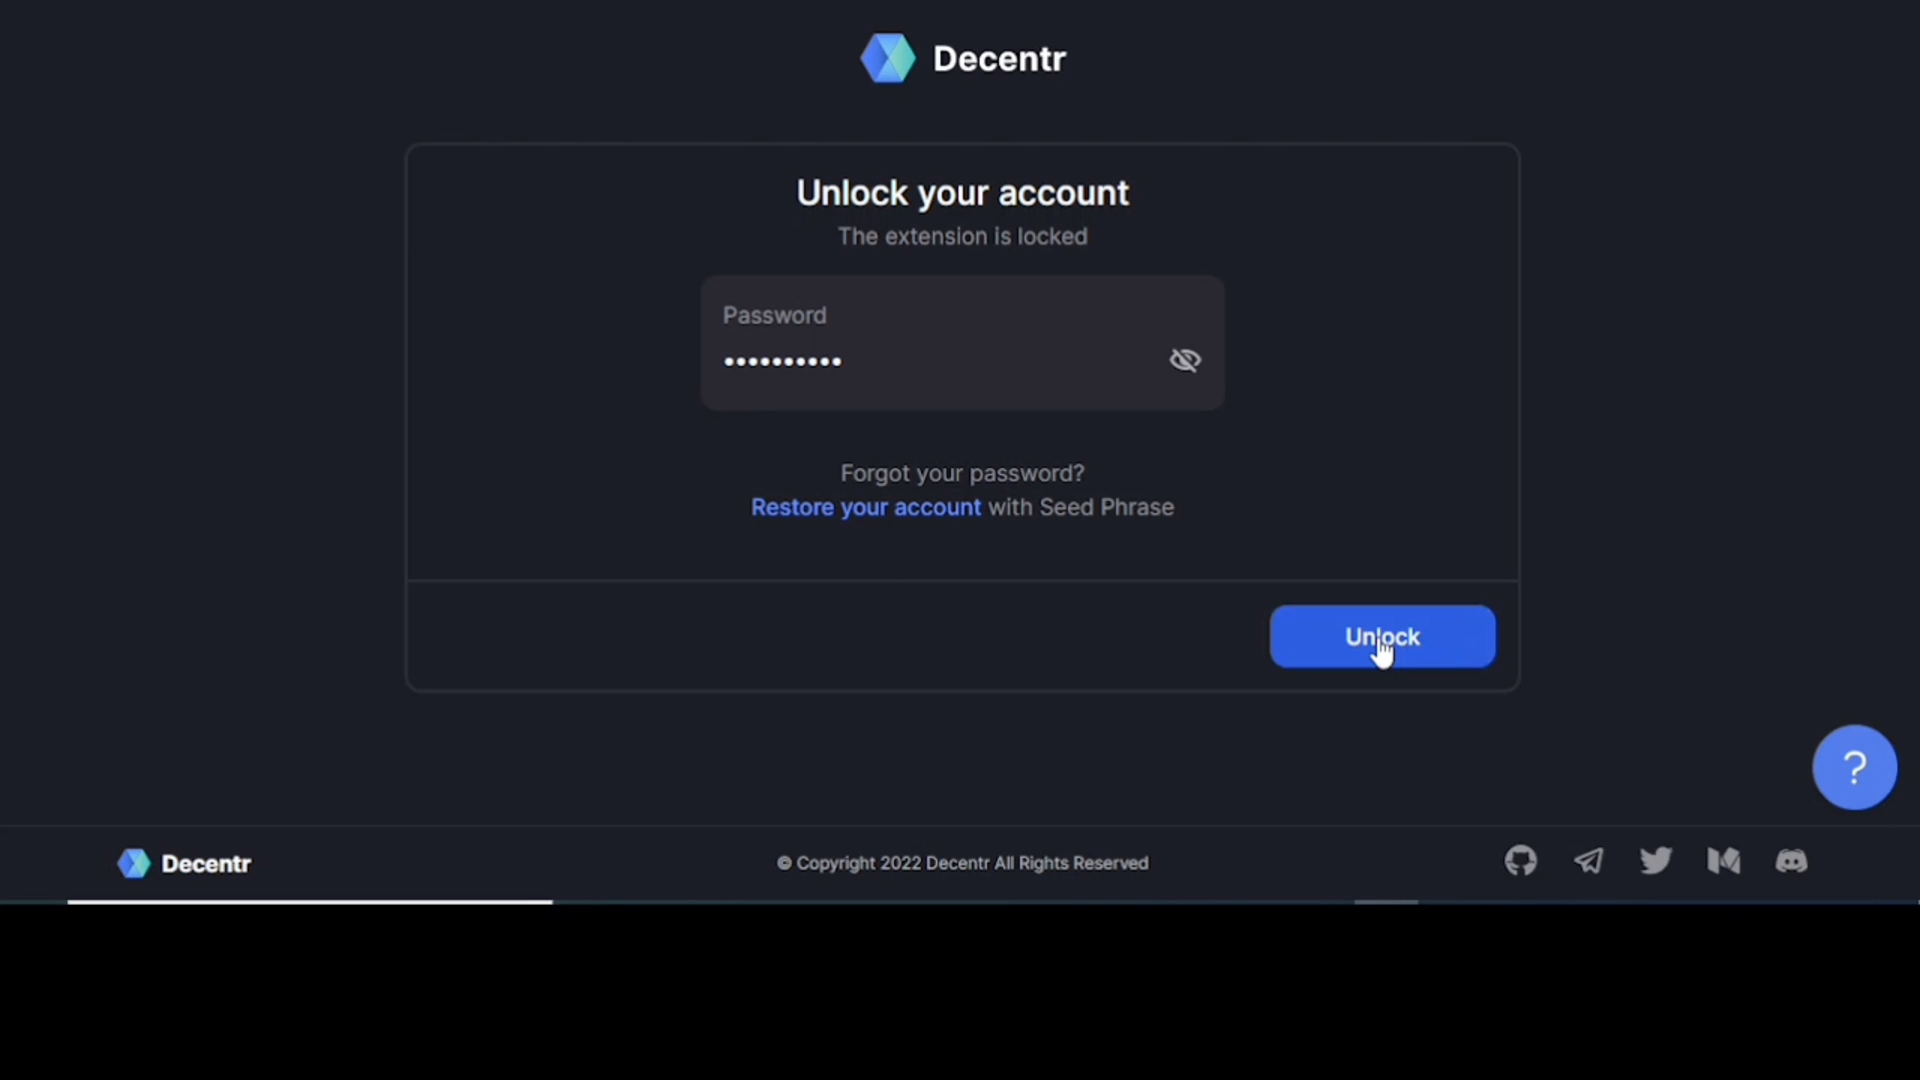 Decentr
Unlock your account
The extension is locked
Password
••••••••••
Forgot your password?
Restore your account with Seed Phrase
Unlock
?
Decentr
© Copyright 2022 Decentr All Rights Reserved